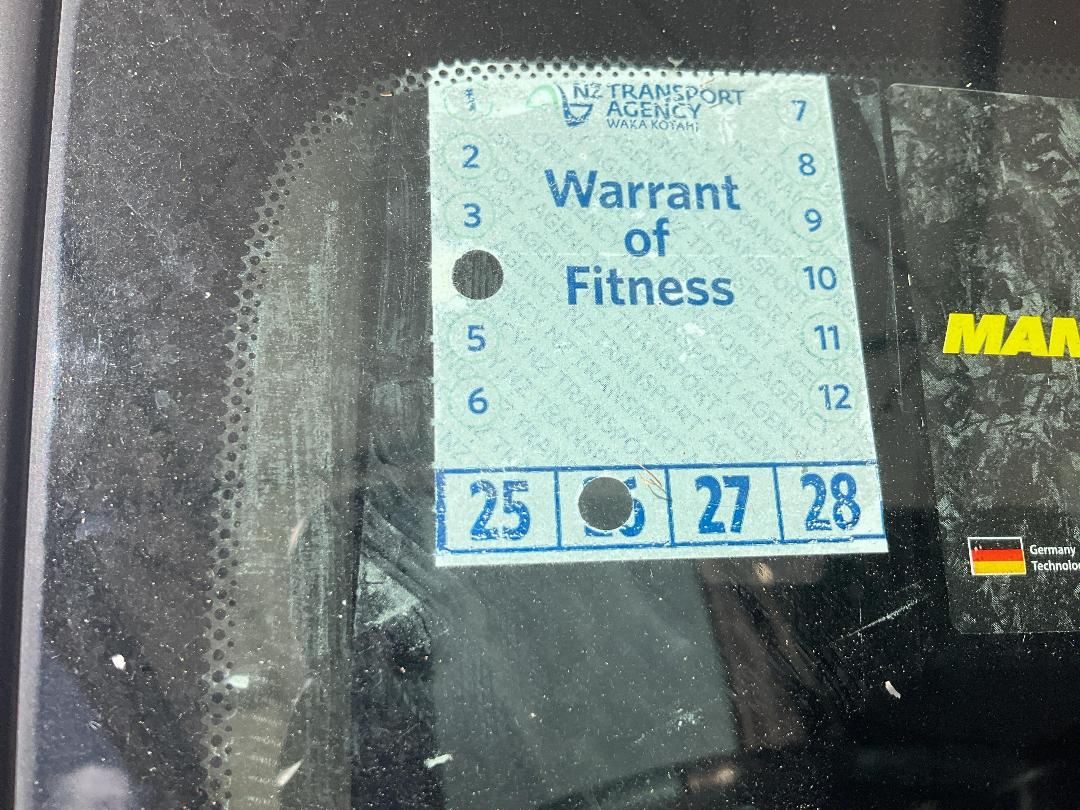 NZ TRANSPORT
AGENCY
WAKA KOTAHI
Warrant
of
Fitness
1
2
3
5
6
7
8
9
10
11
12
25
27
28
MAN
Germany